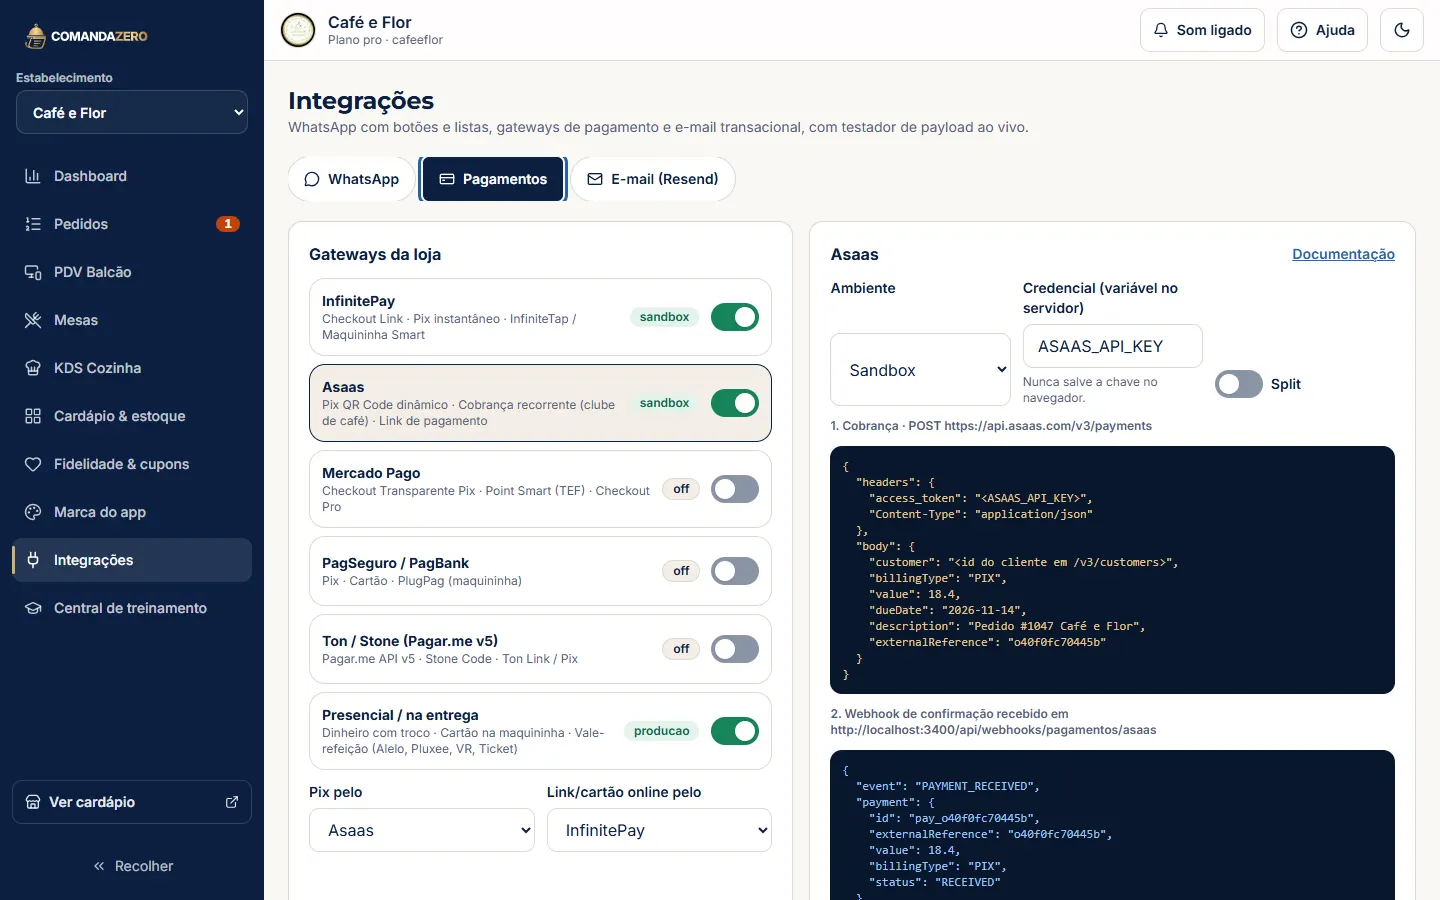 COMANDAZERO
Estabelecimento
Café e Flor
Dashboard
Pedidos
1
PDV Balcão
Mesas
KDS Cozinha
Cardápio & estoque
Fidelidade & cupons
Marca do app
Integrações
Central de treinamento
Ver cardápio
Recolher
Café e Flor
Plano pro · cafeeflor
Som ligado
Ajuda
Integrações
WhatsApp com botões e listas, gateways de pagamento e e-mail transacional, com testador de payload ao vivo.
WhatsApp
Pagamentos
E-mail (Resend)
Gateways da loja
InfinitePay
Checkout Link · Pix instantâneo · InfiniteTap /
Maquininha Smart
sandbox
Asaas
Pix QR Code dinâmico · Cobrança recorrente (clube
de café) · Link de pagamento
sandbox
Mercado Pago
Checkout Transparente Pix · Point Smart (TEF) · Checkout
Pro
off
PagSeguro / PagBank
Pix · Cartão · PlugPag (maquininha)
off
Ton / Stone (Pagar.me v5)
Pagar.me API v5 · Stone Code · Ton Link / Pix
off
Presencial / na entrega
Dinheiro com troco · Cartão na maquininha · Vale-
refeição (Alelo, Pluxee, VR, Ticket)
producao
Pix pelo
Asaas
Link/cartão online pelo
InfinitePay
Asaas
Documentação
Ambiente
Sandbox
Credencial (variável no
servidor)
ASAAS_API_KEY
Nunca salve a chave no
navegador.
Split
1. Cobrança · POST https://api.asaas.com/v3/payments
{
"headers": {
"access_token": "<ASAAS_API_KEY>",
"Content-Type": "application/json"
},
"body": {
"customer": "<id do cliente em /v3/customers>",
"billingType": "PIX",
"value": 18.4,
"dueDate": "2026-11-14",
"description": "Pedido #1047 Café e Flor",
"externalReference": "o40f0fc70445b"
}
}
2. Webhook de confirmação recebido em
http://localhost:3400/api/webhooks/pagamentos/asaas
{
"event": "PAYMENT_RECEIVED",
"payment": {
"id": "pay_o40f0fc70445b",
"externalReference": "o40f0fc70445b",
"value": 18.4,
"billingType": "PIX",
"status": "RECEIVED"
}